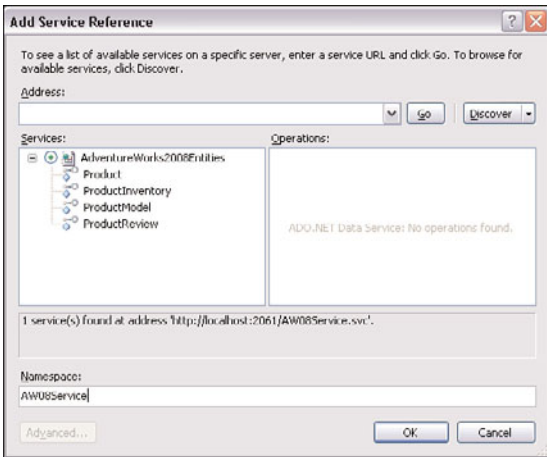 Add Service Reference
To see a list of available services on a specific server, enter a service URL and click Go. To browse for
available services, click Discover.
Address:
Go
Discover
Services:
Operations:
AdventureWorks2008Entities
Product
ProductInventory
ProductModel
ProductReview
ADO.NET Data Service: No operations found.
1 service(s) found at address 'http://localhost:2061/AW08Service.svc'.
Namespace:
AW08Service
Advanced...
OK
Cancel